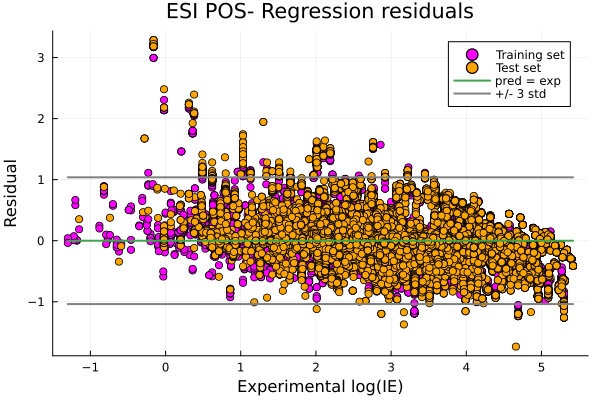 ESI POS- Regression residuals
Training set
Test set
pred = exp
+/- 3 std
Residual
3
2
1
0
−1
−1
0
1
2
3
4
5
Experimental log(IE)